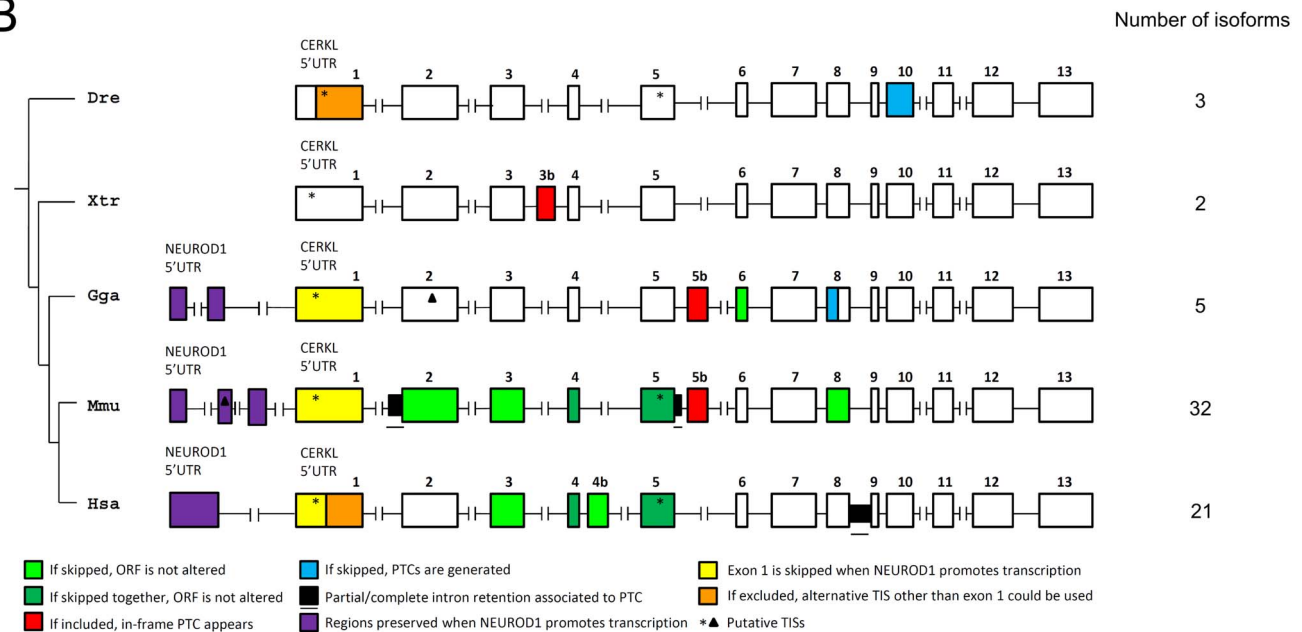 B
Number of isoforms
CERKL
5'UTR
1 2 3 4 5 6 7 8 9 10 11 12 13
Dre
* *
3
CERKL
5'UTR
1 2 3 3b 4 5 6 7 8 9 10 11 12 13
Xtr
*
2
NEUROD1
5'UTR
CERKL
5'UTR
1 2 3 4 5 5b 6 7 8 9 10 11 12 13
Gga
* ▲
5
NEUROD1
5'UTR
CERKL
5'UTR
1 2 3 4 5 5b 6 7 8 9 10 11 12 13
Mmu
▲ * *
32
NEUROD1
5'UTR
CERKL
5'UTR
1 2 3 4 4b 5 6 7 8 9 10 11 12 13
Hsa
* *
21
If skipped, ORF is not altered
If skipped, PTCs are generated
Exon 1 is skipped when NEUROD1 promotes transcription
If skipped together, ORF is not altered
Partial/complete intron retention associated to PTC
If excluded, alternative TIS other than exon 1 could be used
If included, in-frame PTC appears
Regions preserved when NEUROD1 promotes transcription
*▲ Putative TISs